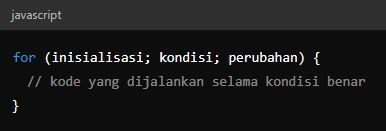 javascript
for (inisialisasi; kondisi; perubahan) {
// kode yang dijalankan selama kondisi benar
}